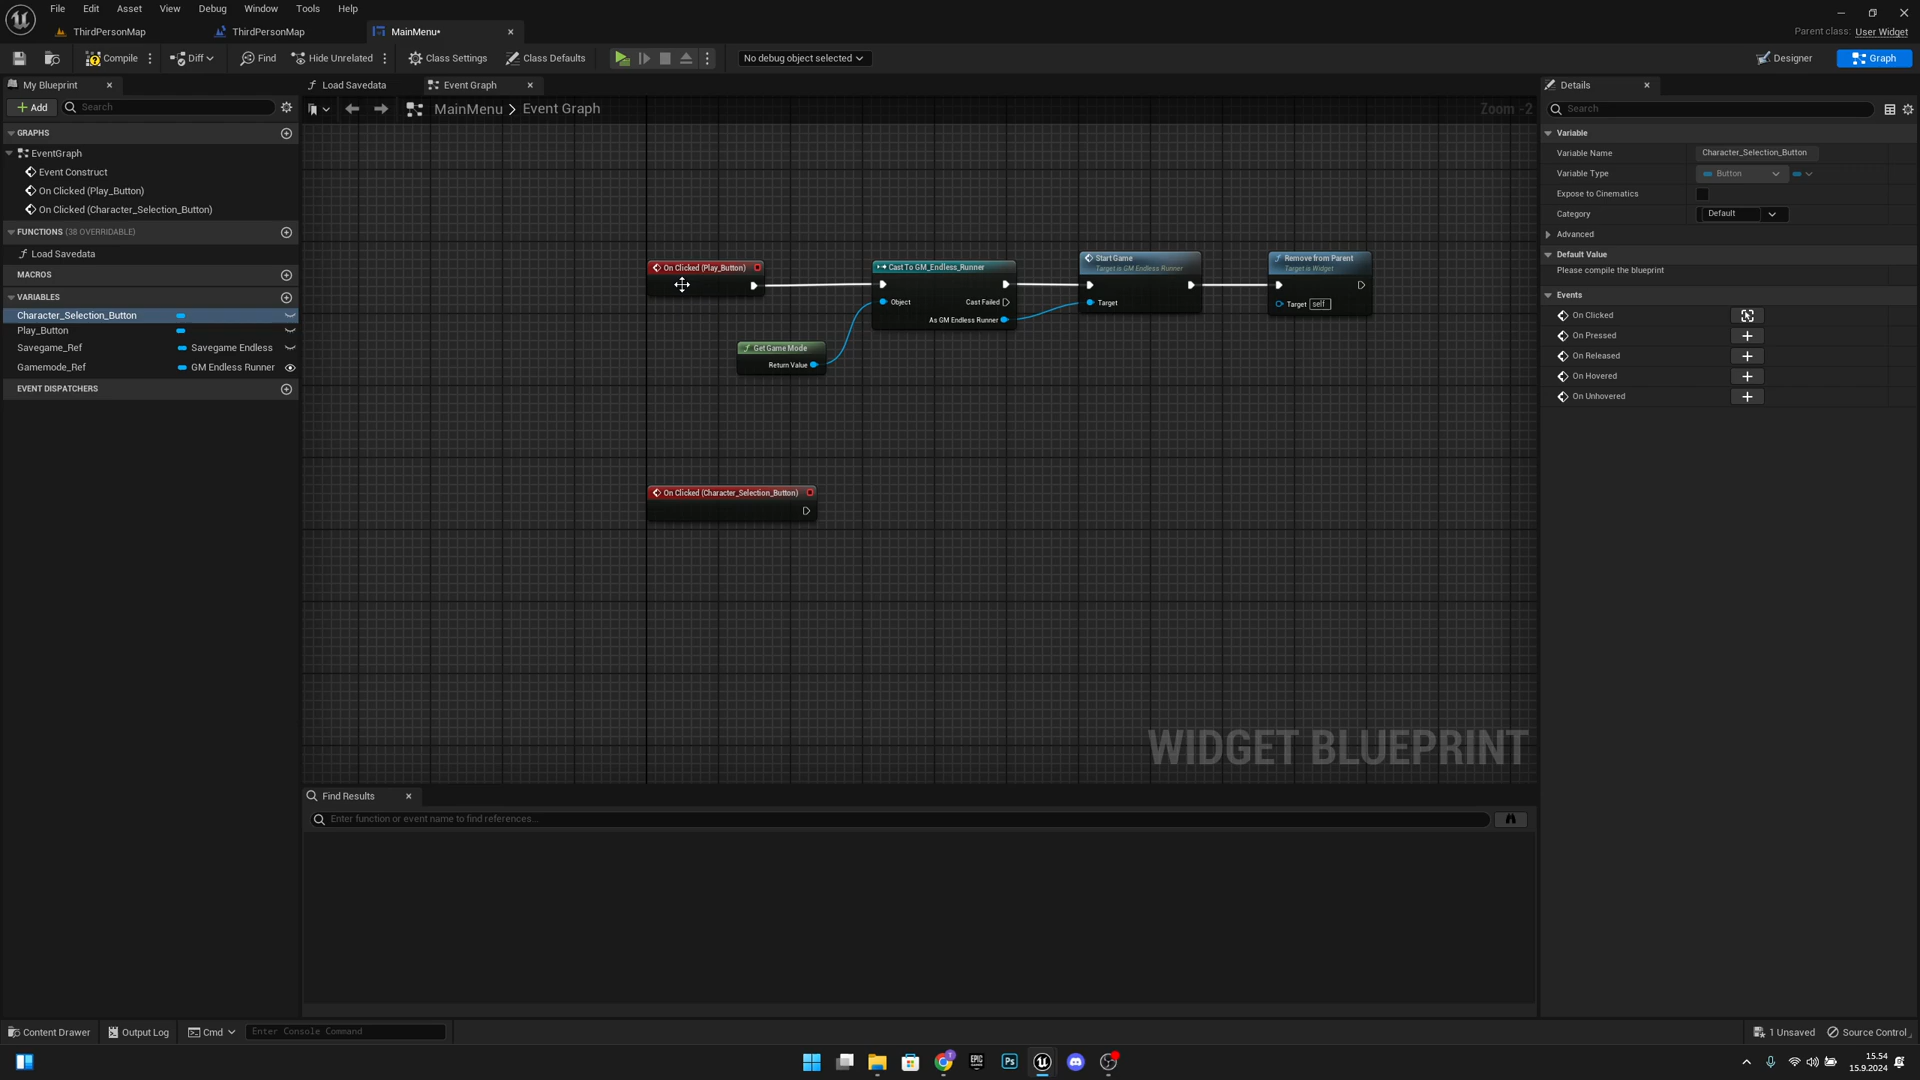 File Edit Asset View Debug Window Tools Help
ThirdPersonMap ThirdPersonMap MainMenu*
Parent class: User Widget
Compile Diff Find Hide Unrelated Class Settings Class Defaults No debug object selected Designer Graph
My Blueprint Load Savedata Event Graph Details
Add Search
MainMenu > Event Graph Zoom -2
Search
GRAPHS
EventGraph
Event Construct
On Clicked (Play_Button)
On Clicked (Character_Selection_Button)
FUNCTIONS (38 OVERRIDABLE)
Load Savedata
MACROS
VARIABLES
Character_Selection_Button
Play_Button
Savegame_Ref Savegame Endless
Gamemode_Ref GM Endless Runner
EVENT DISPATCHERS
On Clicked (Play_Button)
Cast To GM_Endless_Runner
Object Cast Failed
As GM Endless Runner
Start Game
Target is GM Endless Runner
Target
Remove from Parent
Target is Widget
Target self
Get Game Mode
Return Value
On Clicked (Character_Selection_Button)
WIDGET BLUEPRINT
Find Results
Enter function or event name to find references...
Variable
Variable Name Character_Selection_Button
Variable Type Button
Expose to Cinematics
Category Default
Advanced
Default Value
Please compile the blueprint
Events
On Clicked
On Pressed
On Released
On Hovered
On Unhovered
Content Drawer Output Log Cmd Enter Console Command 1 Unsaved Source Control
EPIC
Ps
15.54
15.9.2024